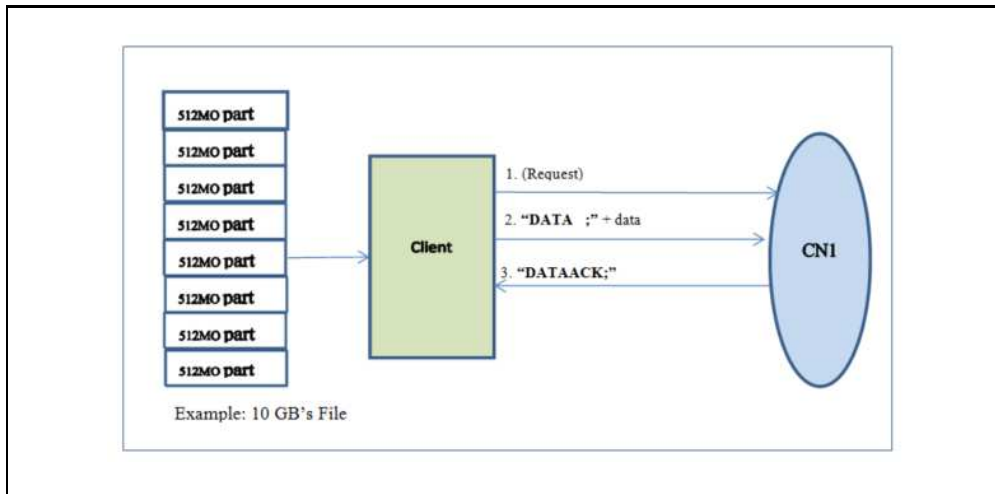 512MO part
512MO part
512MO part
512MO part
512MO part
512MO part
512MO part
512MO part
Example: 10 GB's File
Client
1. (Request)
2. “DATA ;” + data
3. “DATAACK;”
CN1